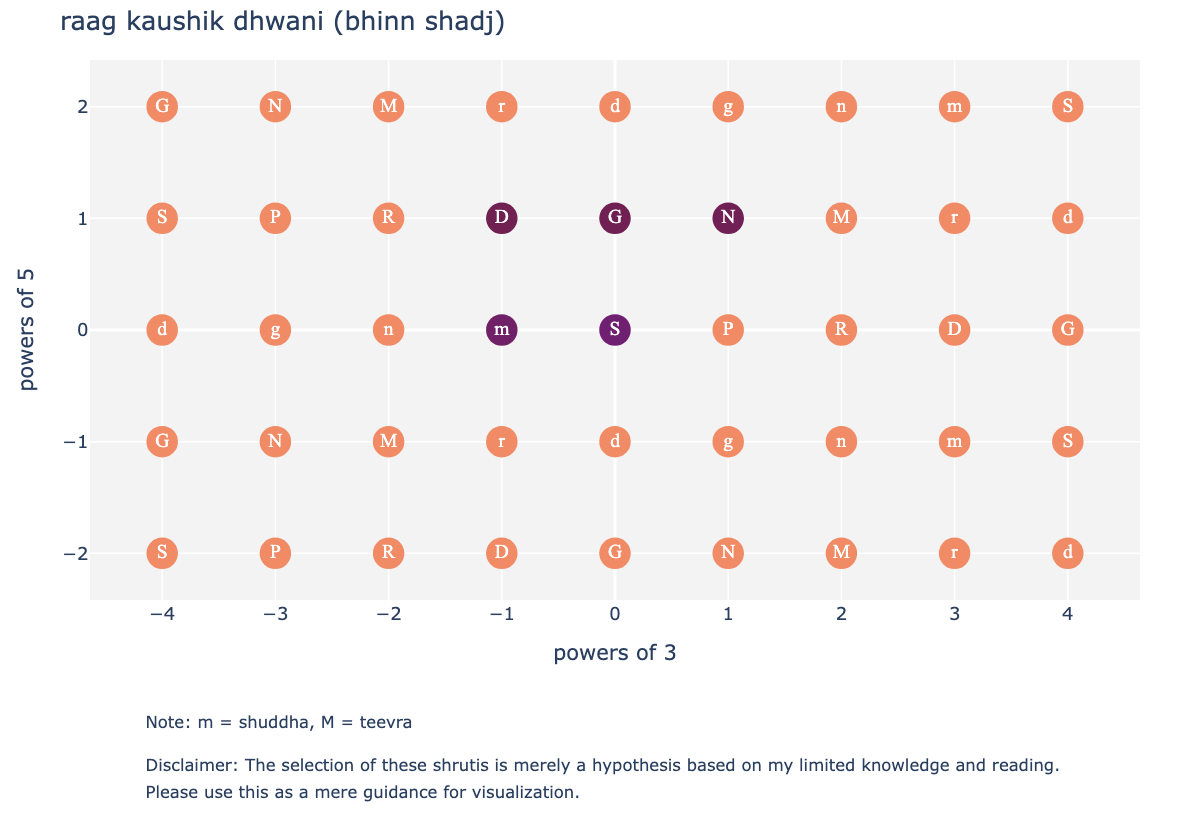 raag kaushik dhwani (bhinn shadj)
2 G N M r d g n m S
1 S P R D G N M r d
0 d g n m S P R D G
−1 G N M r d g n m S
−2 S P R D G N M r d
−4 −3 −2 −1 0 1 2 3 4
powers of 5
powers of 3
Note: m = shuddha, M = teevra
Disclaimer: The selection of these shrutis is merely a hypothesis based on my limited knowledge and reading.
Please use this as a mere guidance for visualization.